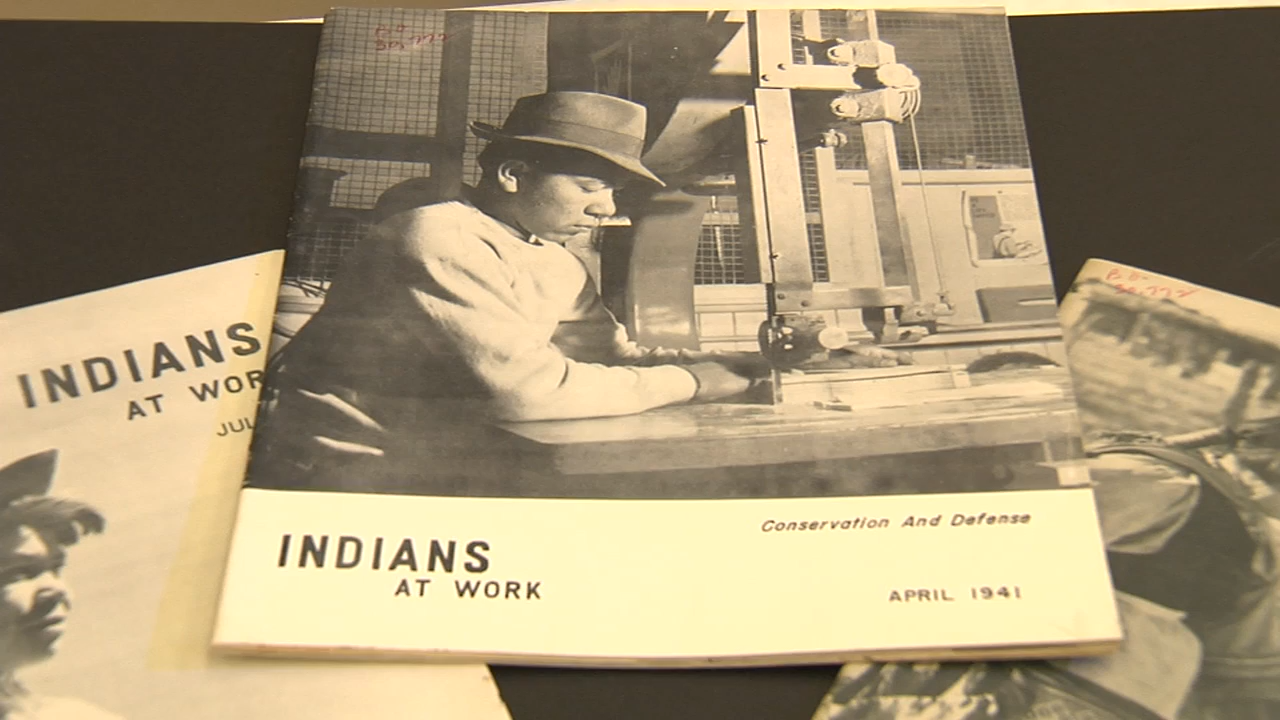 INDIANS
AT WOR
JUL
INDIANS
AT WORK
Conservation And Defense
APRIL 1941